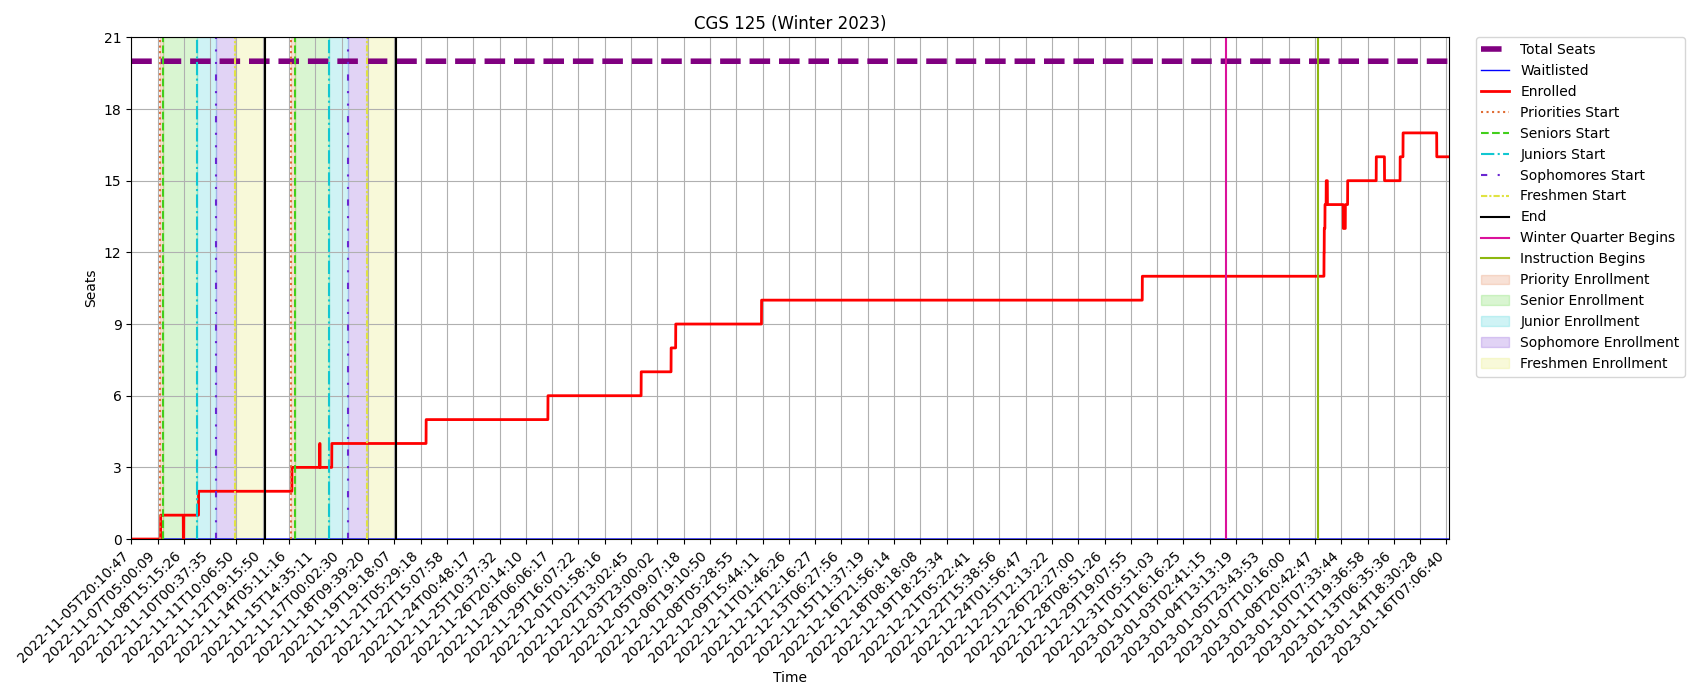 CGS 125 (Winter 2023)
21
18
15
12
9
6
3
0
Seats
2022-11-05T20:10:47
2022-11-07T05:00:09
2022-11-08T15:15:26
2022-11-10T00:37:35
2022-11-11T10:06:50
2022-11-12T19:15:50
2022-11-14T05:11:16
2022-11-15T14:35:11
2022-11-17T00:02:30
2022-11-18T09:39:20
2022-11-19T19:18:07
2022-11-21T05:29:18
2022-11-22T15:07:58
2022-11-24T00:48:17
2022-11-25T10:37:32
2022-11-26T20:14:10
2022-11-28T06:06:17
2022-11-29T16:07:22
2022-12-01T01:58:16
2022-12-02T13:02:45
2022-12-03T23:00:02
2022-12-05T09:07:18
2022-12-06T19:10:50
2022-12-08T05:28:55
2022-12-09T15:44:11
2022-12-11T01:46:26
2022-12-12T12:16:27
2022-12-13T06:27:56
2022-12-15T11:37:19
2022-12-16T21:56:14
2022-12-18T08:18:08
2022-12-19T18:25:34
2022-12-21T05:22:41
2022-12-22T15:38:56
2022-12-24T01:56:47
2022-12-25T12:13:22
2022-12-26T22:27:00
2022-12-28T08:51:26
2022-12-29T19:07:55
2022-12-31T05:51:03
2023-01-01T16:16:25
2023-01-03T02:41:15
2023-01-04T13:13:19
2023-01-05T23:43:53
2023-01-07T10:16:00
2023-01-08T20:42:47
2023-01-10T07:33:44
2023-01-11T19:36:58
2023-01-13T06:35:36
2023-01-14T18:30:28
2023-01-16T07:06:40
Time
Total Seats
Waitlisted
Enrolled
Priorities Start
Seniors Start
Juniors Start
Sophomores Start
Freshmen Start
End
Winter Quarter Begins
Instruction Begins
Priority Enrollment
Senior Enrollment
Junior Enrollment
Sophomore Enrollment
Freshmen Enrollment